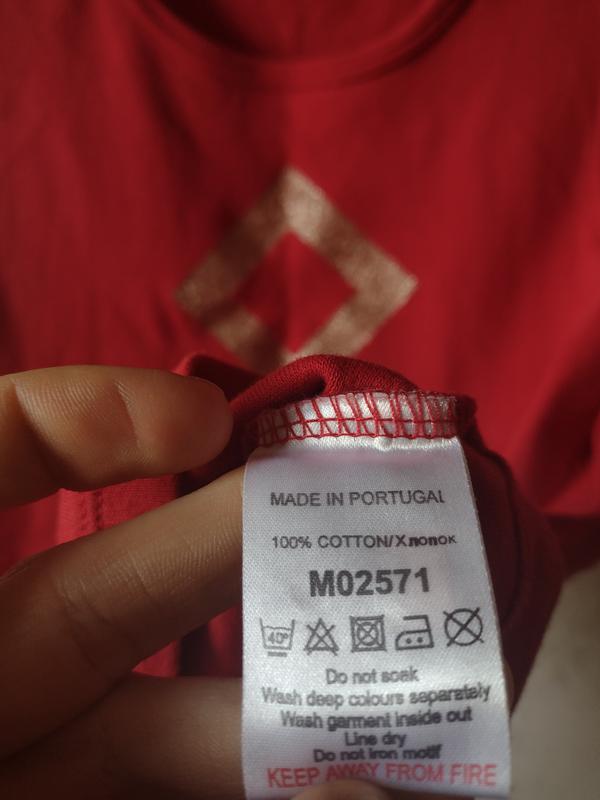 MADE IN PORTUGAL
100% COTTON/Хлопок
M02571
40°
Do not soak
Wash deep colours separately
Wash garment inside out
Line dry
Do not iron motif
KEEP AWAY FROM FIRE